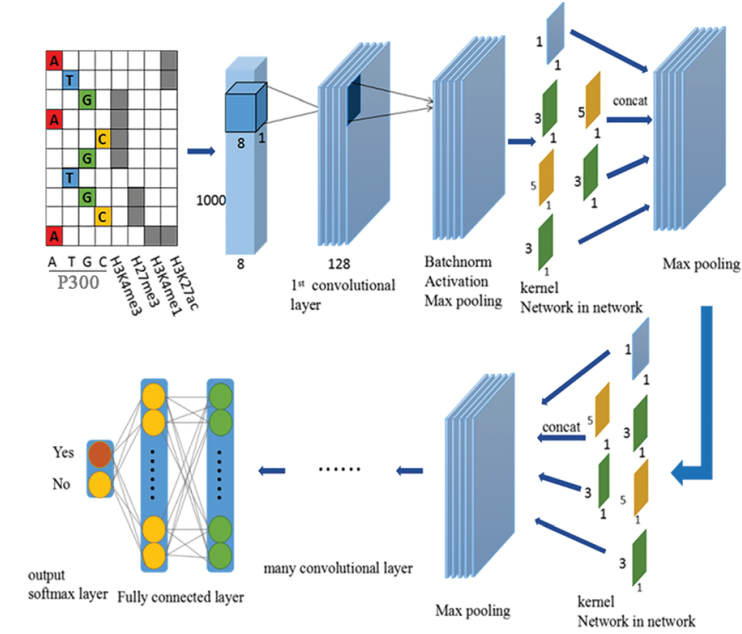 A
T
G
A
C
G
T
G
C
A
A T G C
P300
H3K4me3
H27me3
H3K4me1
H3K27ac
8
1
1000
8
128
1st convolutional
layer
Batchnorm
Activation
Max pooling
1
1
3
1
5
1
concat
5
1
3
1
3
1
kernel
Network in network
Max pooling
1
1
5
1
3
1
concat
3
1
5
1
3
1
kernel
Network in network
Max pooling
......
many convolutional layer
Fully connected layer
Yes
No
output
softmax layer